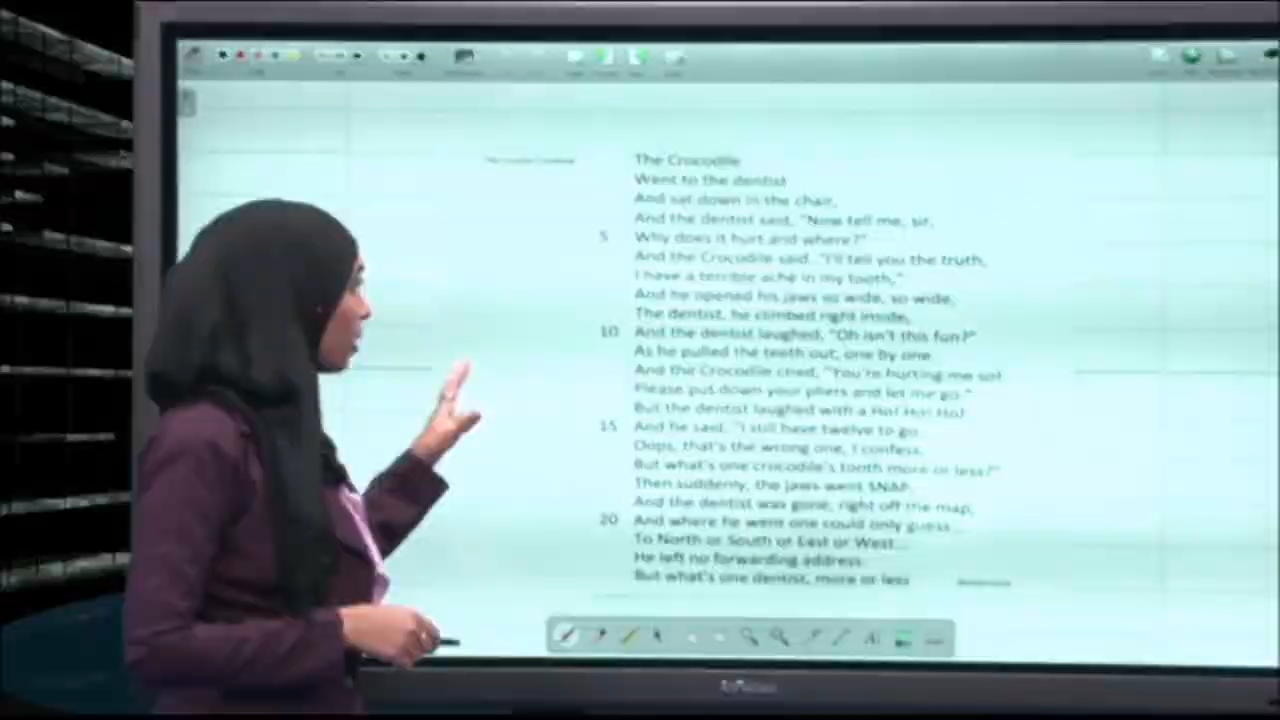 The Crocodile
Went to the dentist
And sat down in the chair,
And the dentist said, "Now tell me, sir,
5 Why does it hurt and where?"
And the Crocodile said, "I'll tell you the truth,
I have a terrible ache in my tooth,"
And he opened his jaws so wide, so wide,
The dentist, he climbed right inside,
10 And the dentist laughed, "Oh isn't this fun?"
As he pulled the teeth out, one by one.
And the Crocodile cried, "You're hurting me so!
Please put down your pliers and let me go."
But the dentist laughed with a Ho! Ho! Ho!
15 And he said, "I still have twelve to go
Oops, that's the wrong one, I confess.
But what's one crocodile's tooth more or less?"
Then suddenly, the jaws went SNAP.
And the dentist was gone, right off the map,
20 And where he went one could only guess...
To North or South or East or West...
He left no forwarding address.
But what's one dentist, more or less